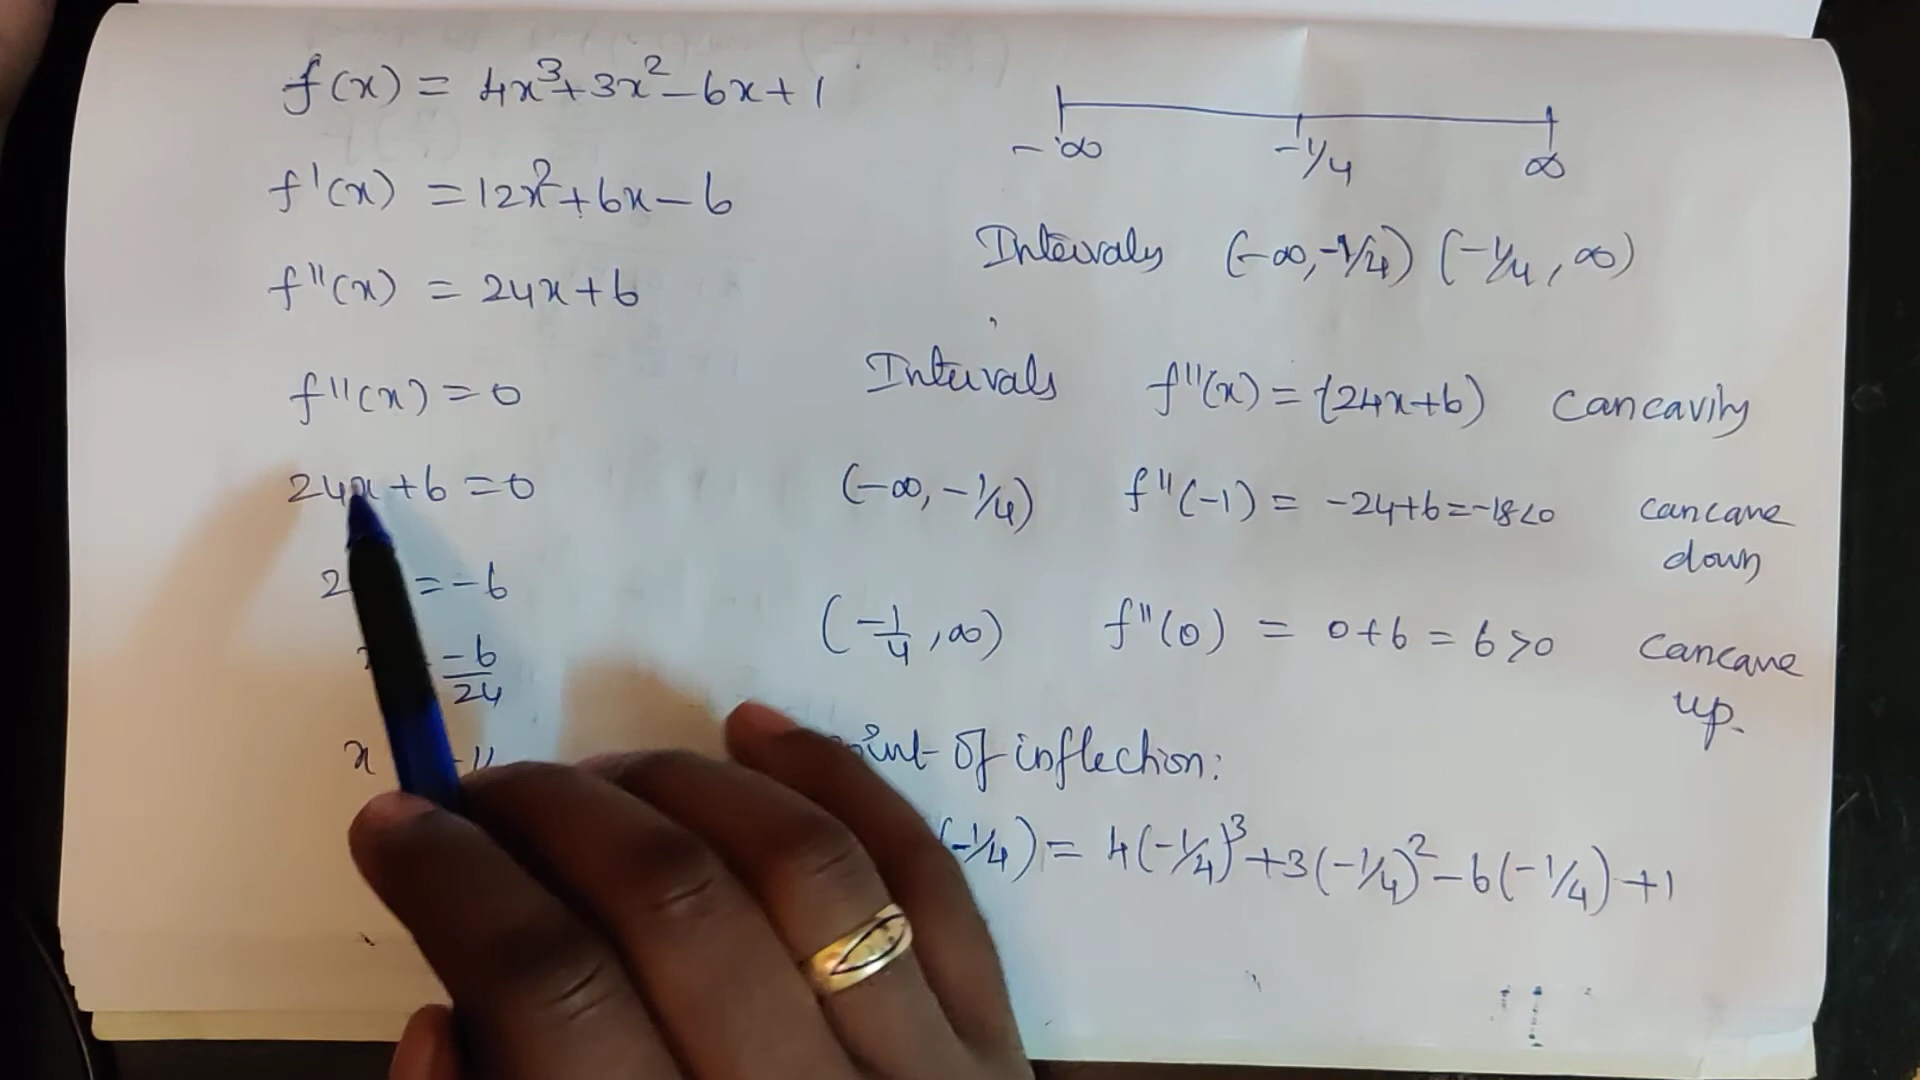 f(x) = 4x³+3x²-6x+1
f'(x) = 12x²+6x-6
f''(x) = 24x+6
f''(x) = 0
24x+6=0
= -6
-6/24
x
-∞ -1/4 ∞
Intervals (-∞,-1/4) (-1/4,∞)
Intervals f''(x) = (24x+6) Concavity
(-∞,-1/4) f''(-1) = -24+6=-18<0 concave down
(-1/4,∞) f''(0) = 0+6 = 6>0 concave up.
of inflection:
(-1/4) = 4(-1/4)³+3(-1/4)²-6(-1/4)+1